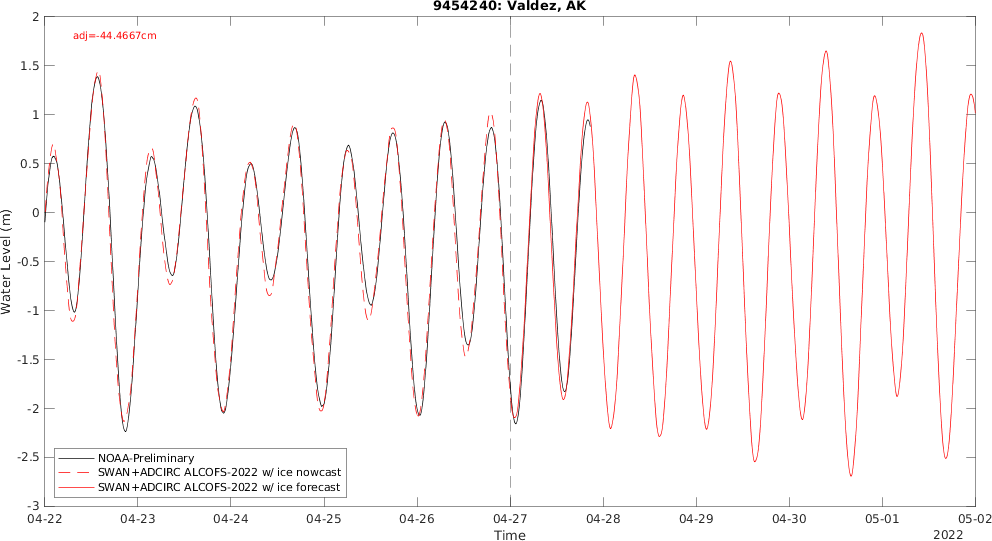 9454240: Valdez, AK
adj=-44.4667cm
Water Level (m)
2
1.5
1
0.5
0
-0.5
-1
-1.5
-2
-2.5
-3
NOAA-Preliminary
SWAN+ADCIRC ALCOFS-2022 w/ ice nowcast
SWAN+ADCIRC ALCOFS-2022 w/ ice forecast
04-22 04-23 04-24 04-25 04-26 04-27 04-28 04-29 04-30 05-01 05-02
Time
2022